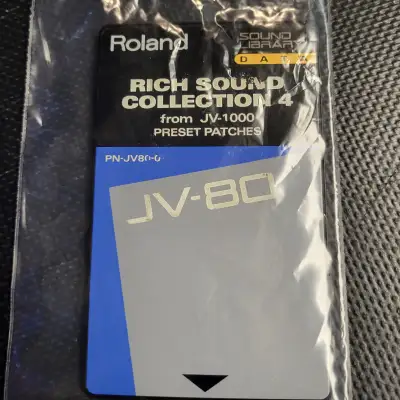 Roland
SOUND
LIBRARY
DATA
RICH SOUND
COLLECTION 4
from JV-1000
PRESET PATCHES
PN-JV80-0
JV-80